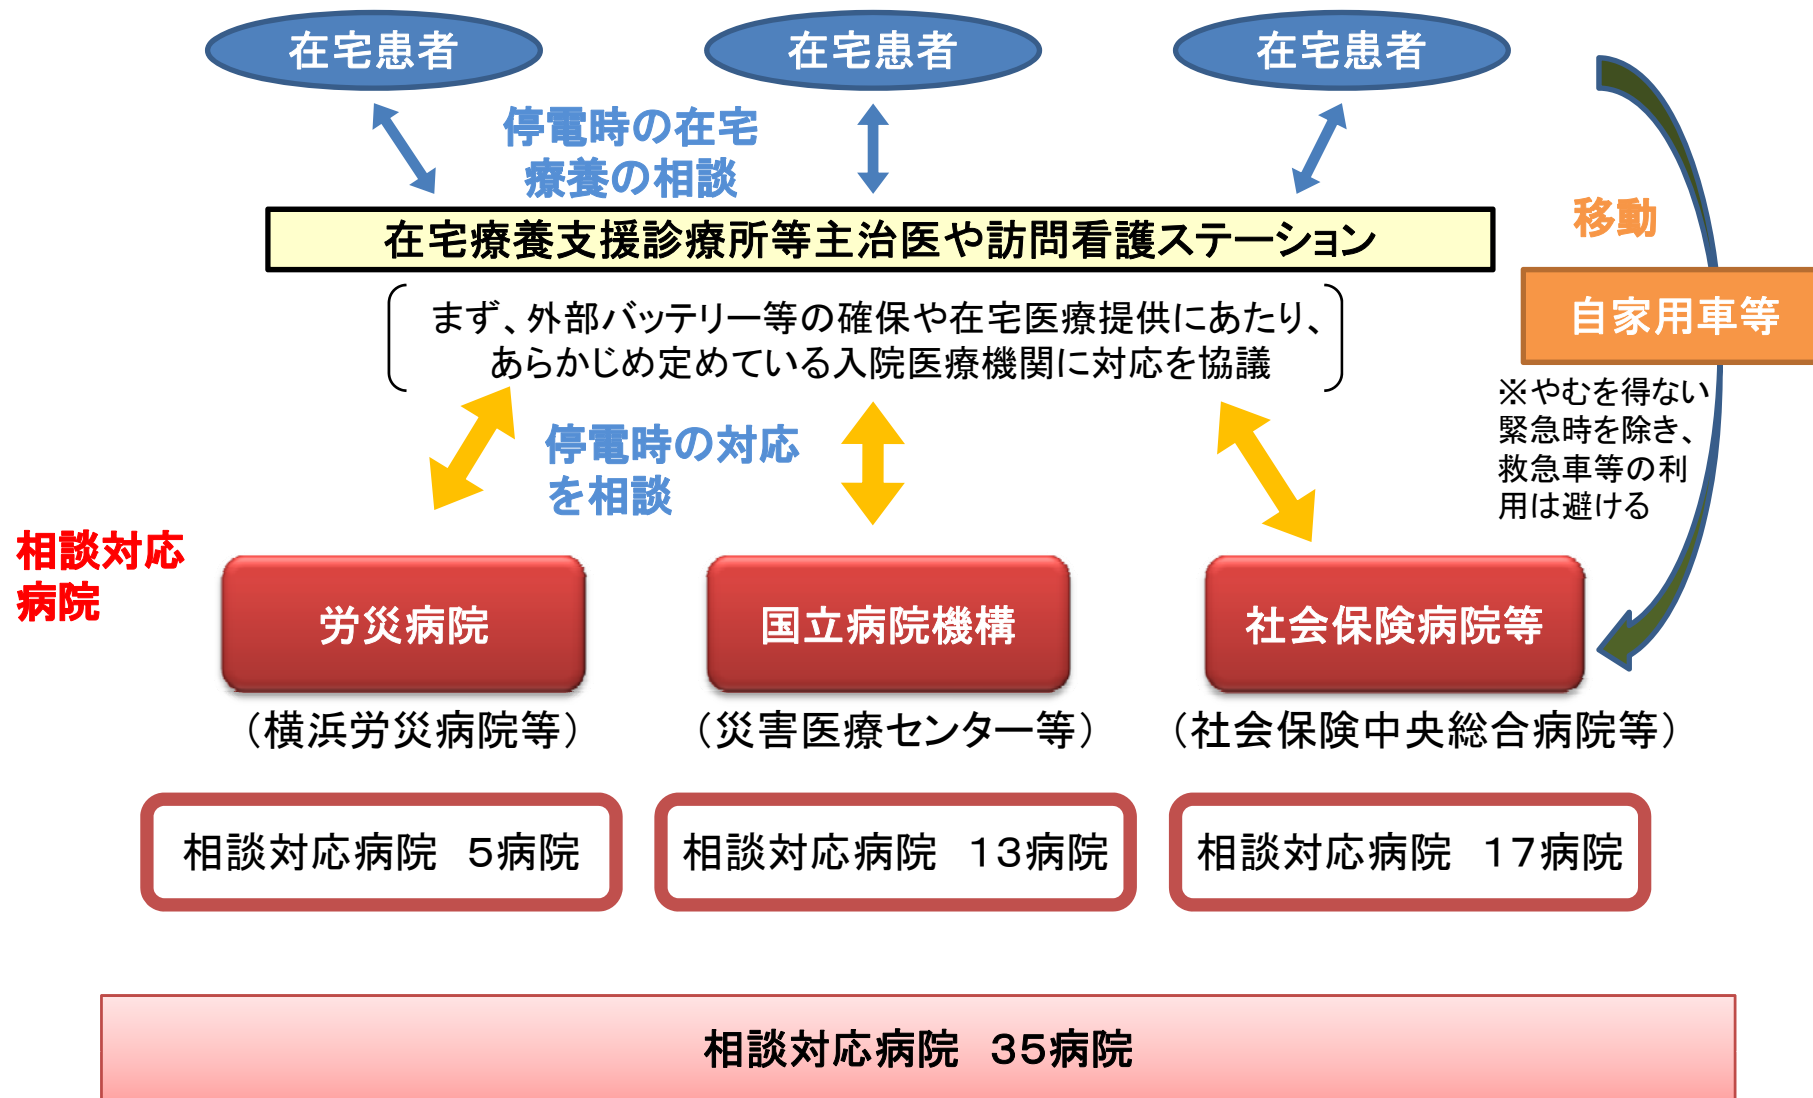 在宅患者
在宅患者
在宅患者
停電時の在宅
療養の相談
在宅療養支援診療所等主治医や訪問看護ステーション
移動
自家用車等
まず、外部バッテリー等の確保や在宅医療提供にあたり、
あらかじめ定めている入院医療機関に対応を協議
※やむを得ない
緊急時を除き、
救急車等の利
用は避ける
停電時の対応
を相談
相談対応
病院
労災病院
国立病院機構
社会保険病院等
（横浜労災病院等）
（災害医療センター等）
（社会保険中央総合病院等）
相談対応病院　5病院
相談対応病院　13病院
相談対応病院　17病院
相談対応病院　35病院